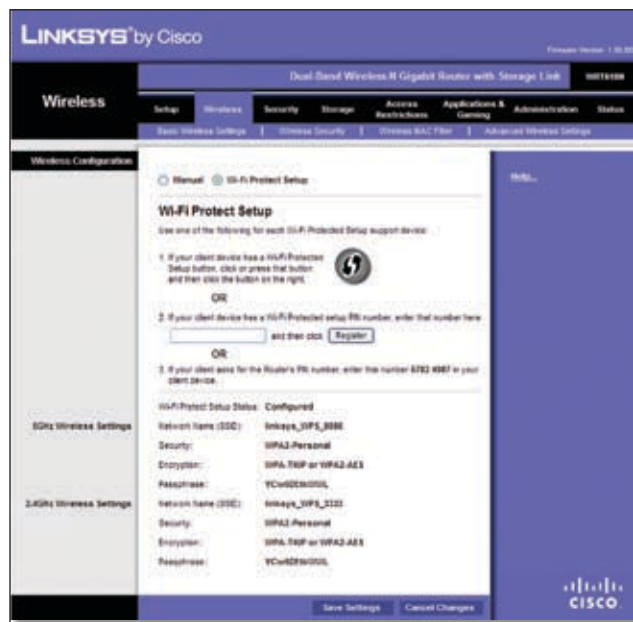 LINKSYS® by Cisco
Firmware Version: 1.00.00
Dual-Band Wireless-N Gigabit Router with Storage Link
WRT610N
Wireless
Setup Wireless Security Storage Access Restrictions Applications & Gaming Administration Status
Basic Wireless Settings | Wireless Security | Wireless MAC Filter | Advanced Wireless Settings
Wireless Configuration
Manual Wi-Fi Protect Setup
Help...
Wi-Fi Protect Setup
Use one of the following for each Wi-Fi Protected Setup support device:
1. If your client device has a Wi-Fi Protected
Setup button, click or press that button
and then click the button on the right.
OR
2. If your client device has a Wi-Fi Protected setup PIN number, enter that number here
and then click Register
OR
3. If your client asks for the Router's PIN number, enter this number in your
client device.
Wi-Fi Protect Setup Status: Configured
5GHz Wireless Settings
Network Name (SSID):
Security: WPA2-Personal
Encryption: WPA-TKIP or WPA2-AES
Passphrase:
2.4GHz Wireless Settings
Network Name (SSID):
Security: WPA2-Personal
Encryption: WPA-TKIP or WPA2-AES
Passphrase:
Save Settings Cancel Changes
CISCO